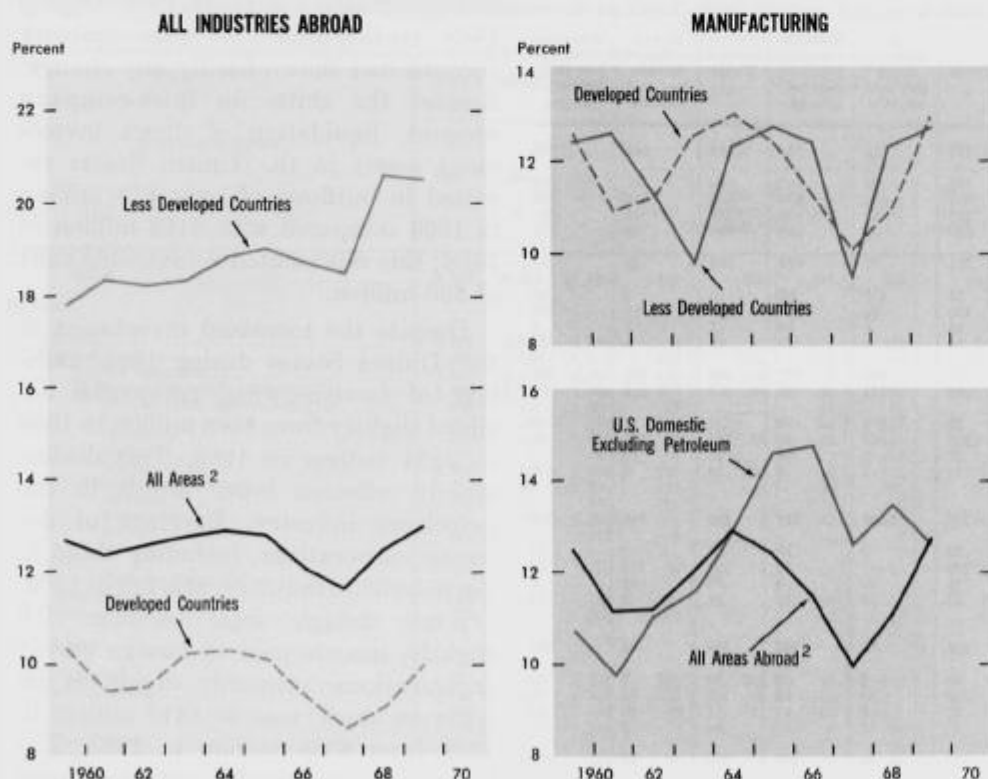 ALL INDUSTRIES ABROAD
Percent
22
20
18
16
14
12
10
8
Less Developed Countries
All Areas 2
Developed Countries
1960 62 64 66 68 70
MANUFACTURING
Percent
14
12
10
8
Developed Countries
Less Developed Countries
16
14
12
10
8
U.S. Domestic
Excluding Petroleum
All Areas Abroad 2
1960 62 64 66 68 70